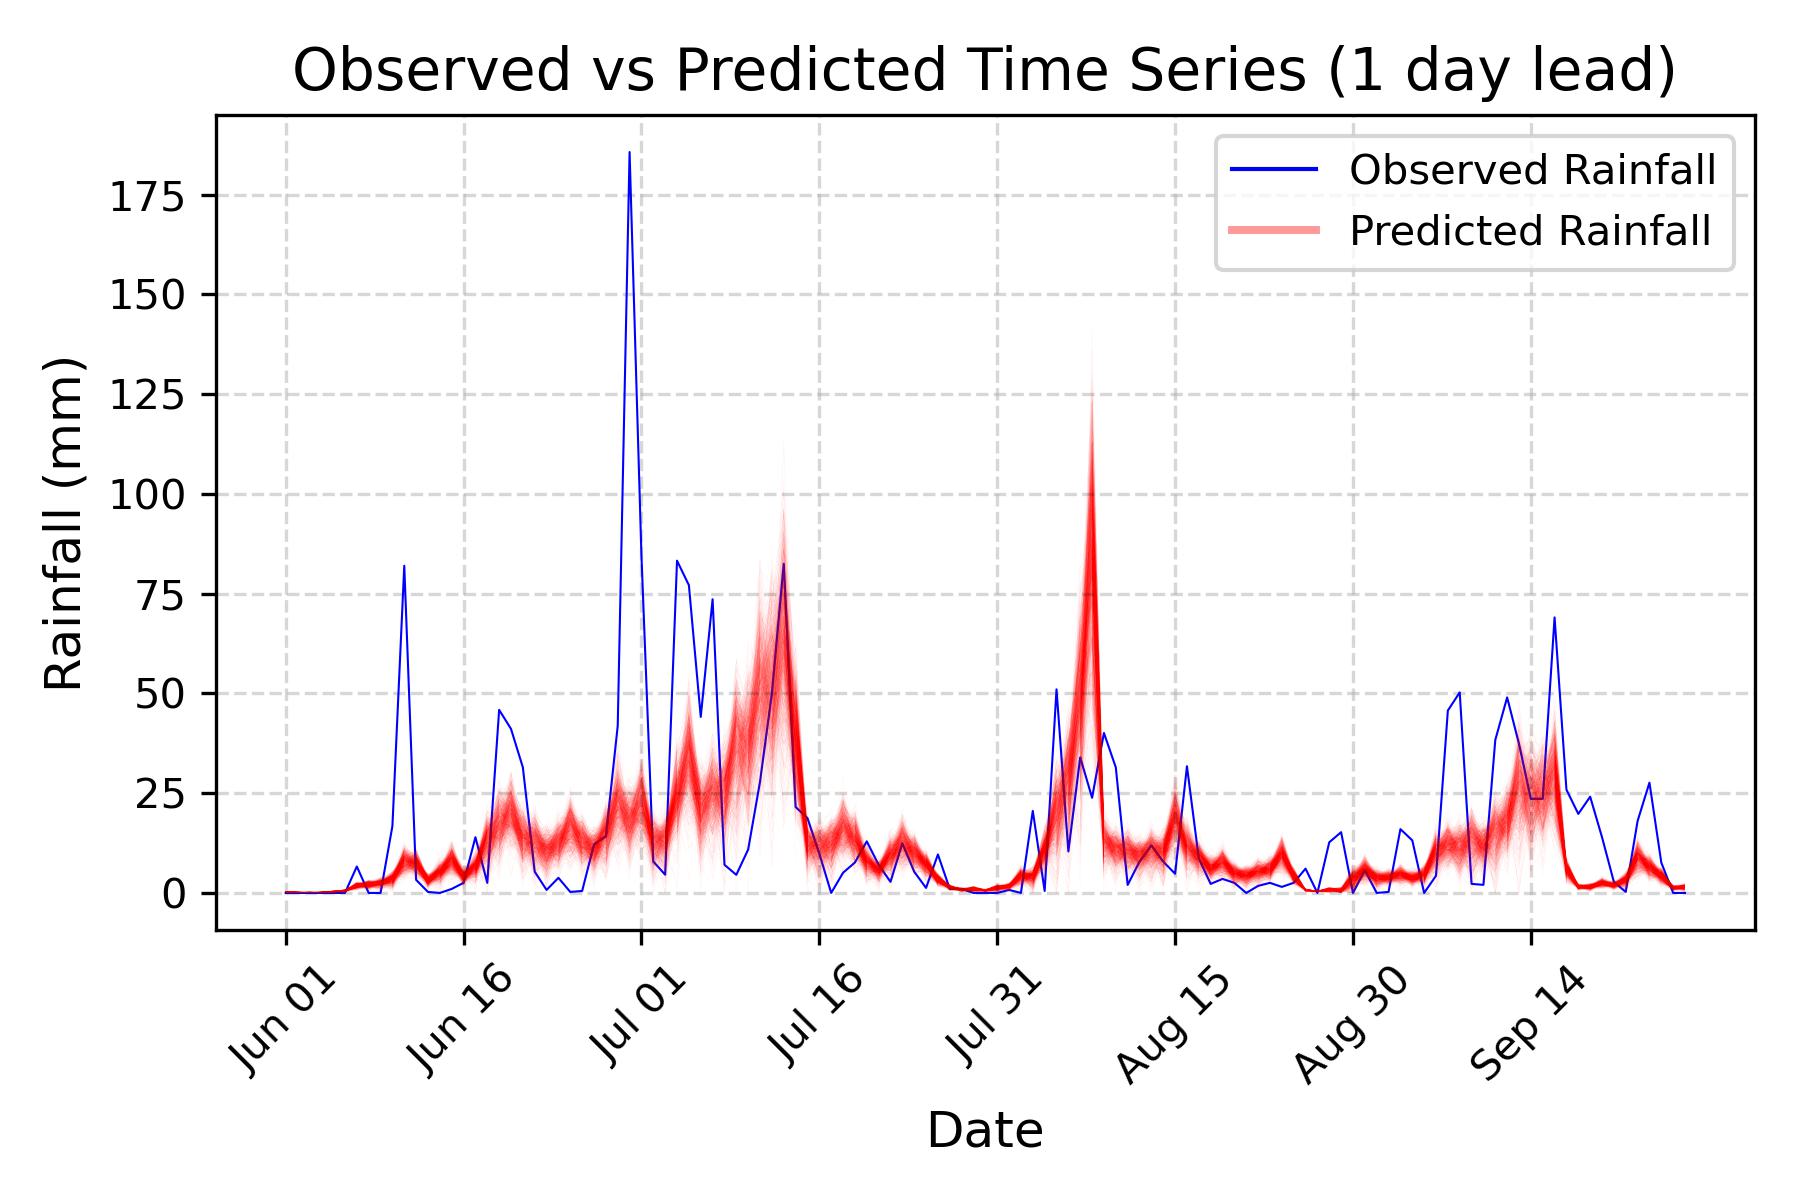 Observed vs Predicted Time Series (1 day lead)
Observed Rainfall
Predicted Rainfall
Rainfall (mm)
175
150
125
100
75
50
25
0
Jun 01
Jun 16
Jul 01
Jul 16
Jul 31
Aug 15
Aug 30
Sep 14
Date